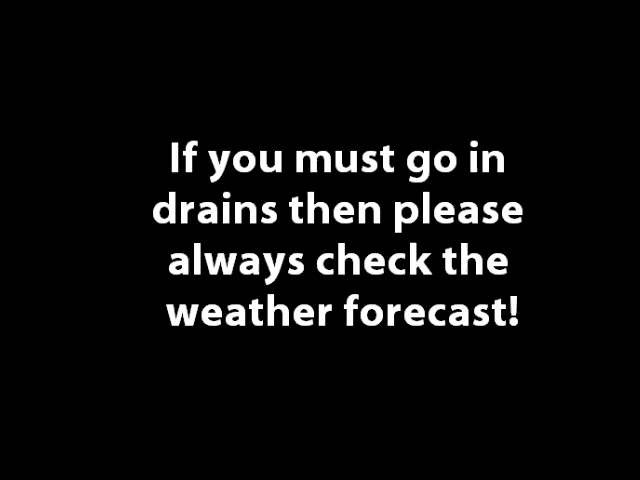 If you must go in
drains then please
always check the
weather forecast!